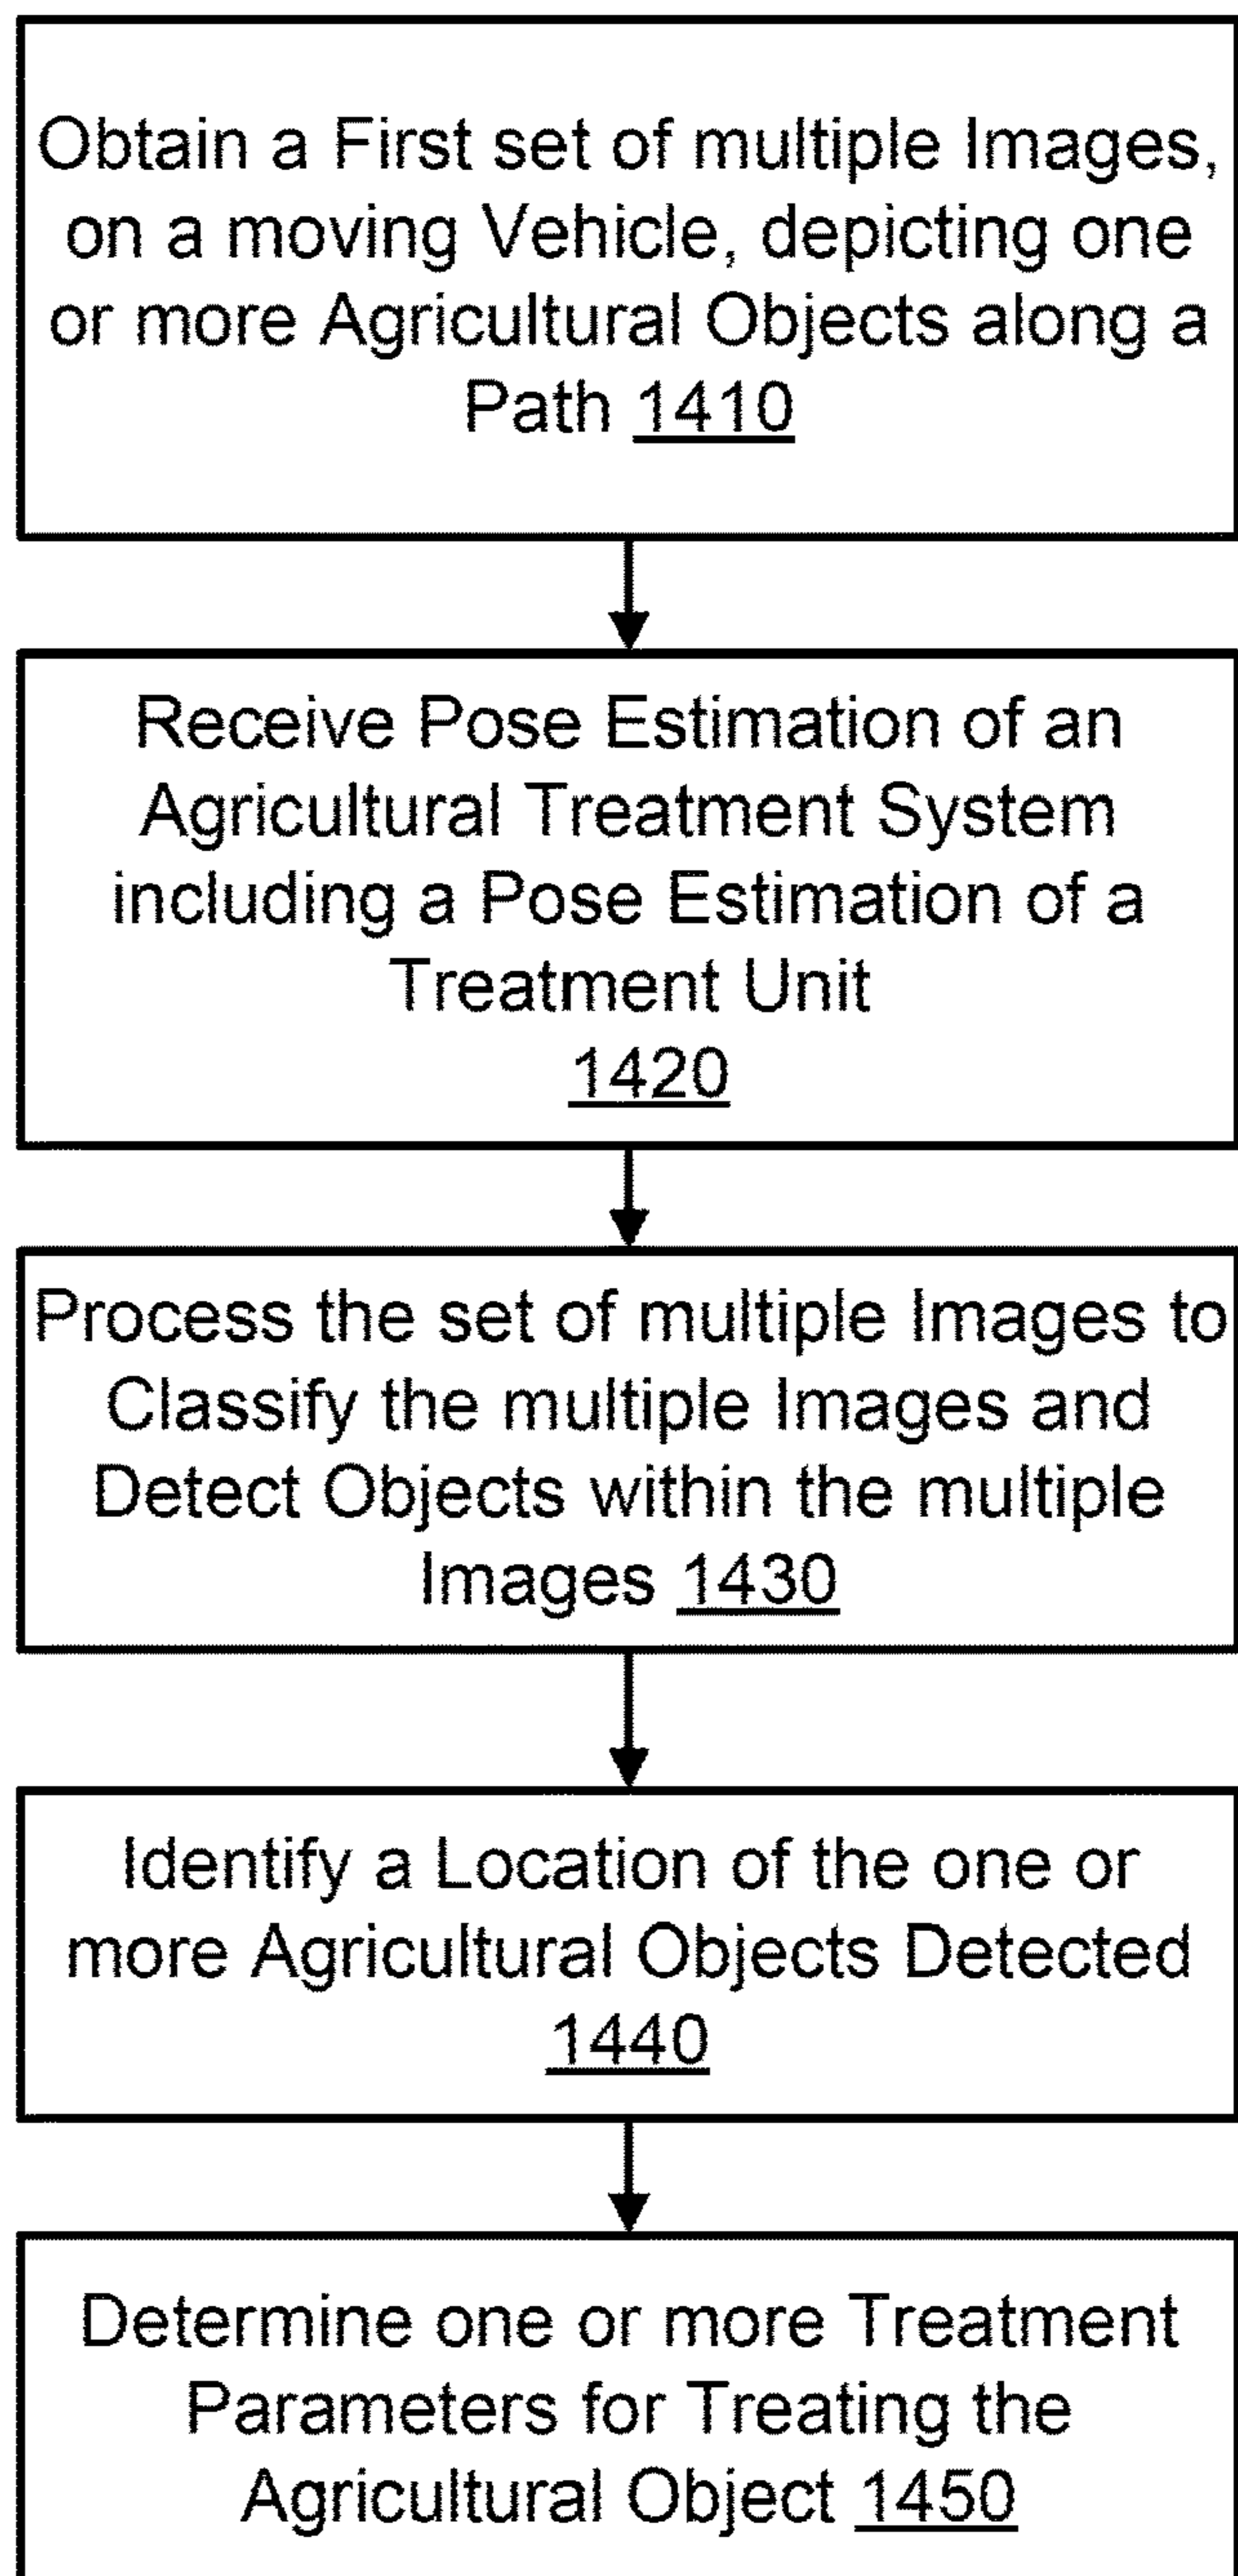 Obtain a First set of multiple Images,
on a moving Vehicle, depicting one
or more Agricultural Objects along a
Path 1410
Receive Pose Estimation of an
Agricultural Treatment System
including a Pose Estimation of a
Treatment Unit
1420
Process the set of multiple Images to
Classify the multiple Images and
Detect Objects within the multiple
Images 1430
Identify a Location of the one or
more Agricultural Objects Detected
1440
Determine one or more Treatment
Parameters for Treating the
Agricultural Object 1450